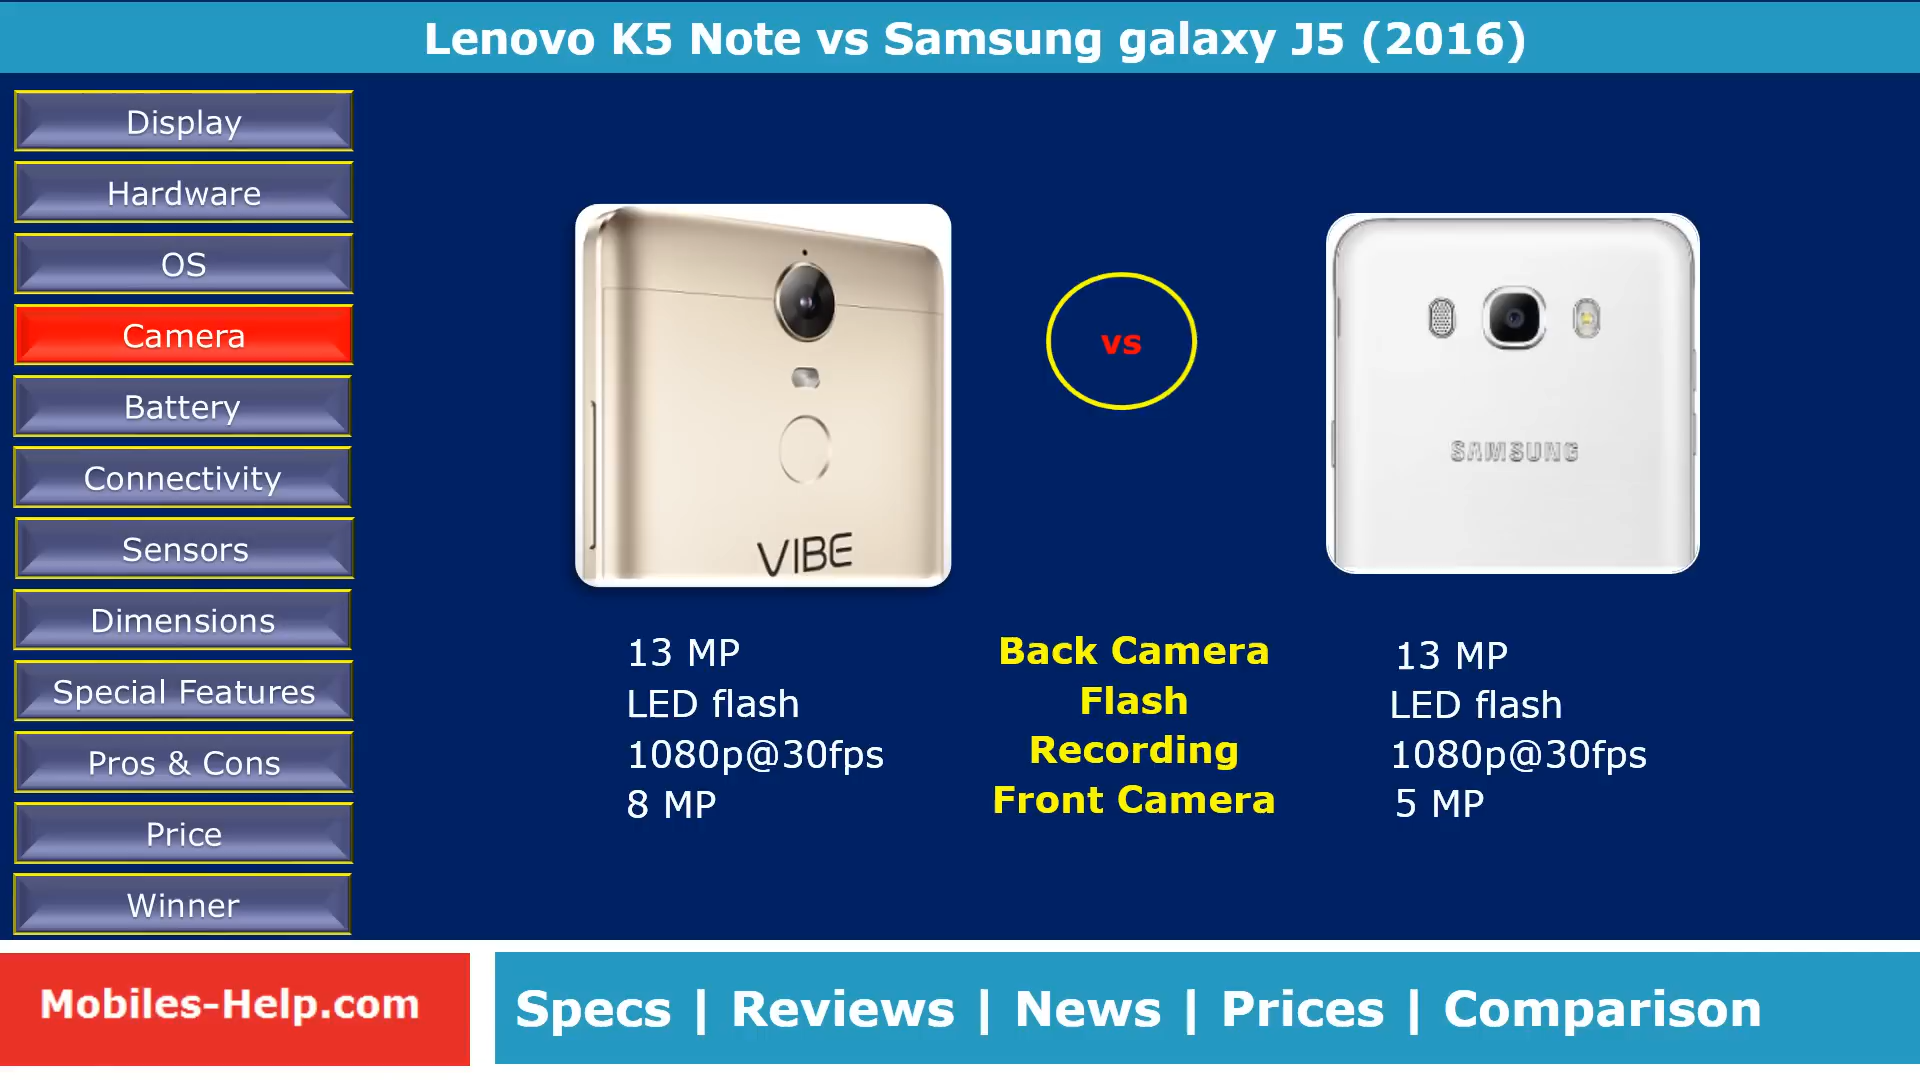 Lenovo K5 Note vs Samsung galaxy J5 (2016)
Display
Hardware
OS
Camera
Battery
Connectivity
Sensors
Dimensions
Special Features
Pros & Cons
Price
Winner
VIBE
vs
SAMSUNG
13 MP Back Camera 13 MP
LED flash Flash LED flash
1080p@30fps Recording 1080p@30fps
8 MP Front Camera 5 MP
Mobiles-Help.com
Specs | Reviews | News | Prices | Comparison